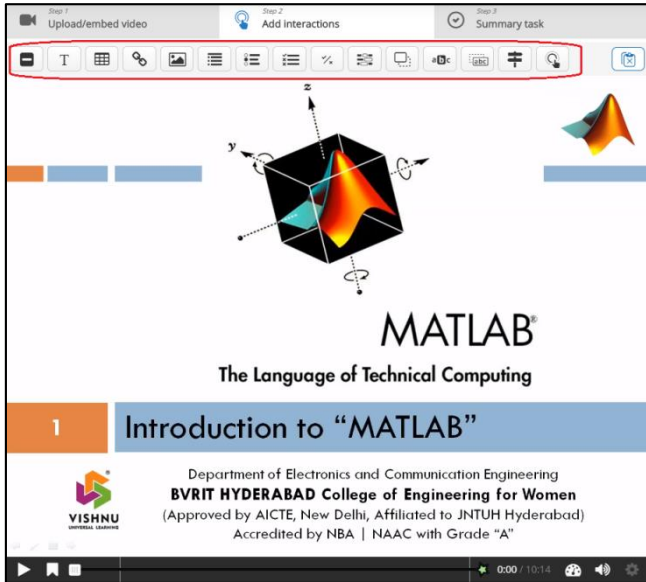 Step 1
Upload/embed video
Step 2
Add interactions
Step 3
Summary task
T
abc
abc
z
y
x
MATLAB®
The Language of Technical Computing
1
Introduction to “MATLAB”
VISHNU
UNIVERSAL LEARNING
Department of Electronics and Communication Engineering
BVRIT HYDERABAD College of Engineering for Women
(Approved by AICTE, New Delhi, Affiliated to JNTUH Hyderabad)
Accredited by NBA | NAAC with Grade “A”
0:00 / 10:14